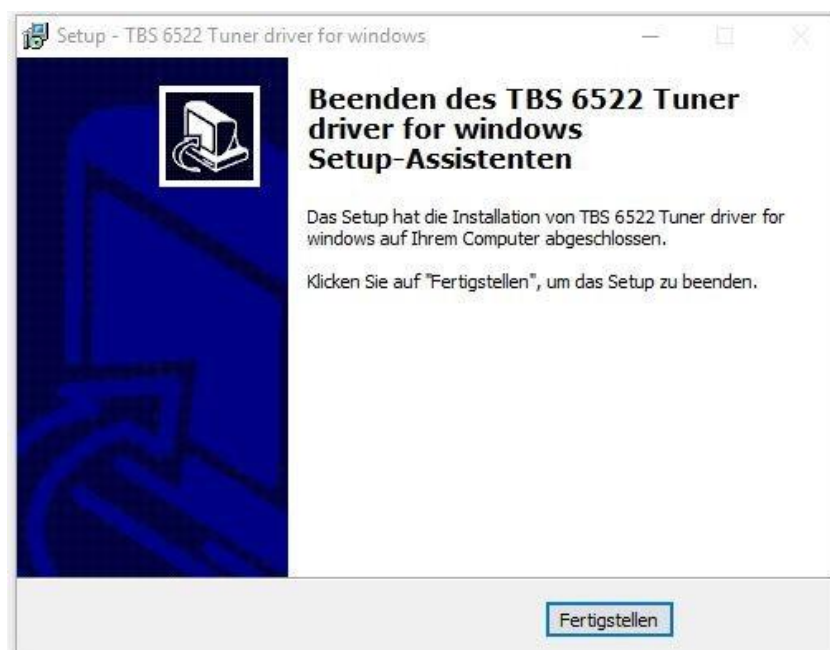 Setup - TBS 6522 Tuner driver for windows
Beenden des TBS 6522 Tuner
driver for windows
Setup-Assistenten
Das Setup hat die Installation von TBS 6522 Tuner driver for
windows auf Ihrem Computer abgeschlossen.
Klicken Sie auf "Fertigstellen", um das Setup zu beenden.
Fertigstellen